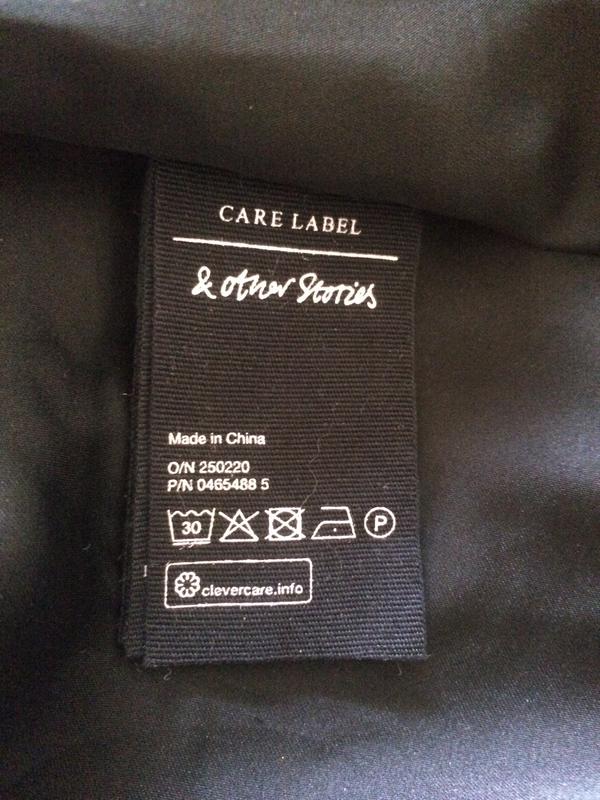 CARE LABEL
& other Stories
Made in China
O/N 250220
P/N 0465488 5
30 P
clevercare.info